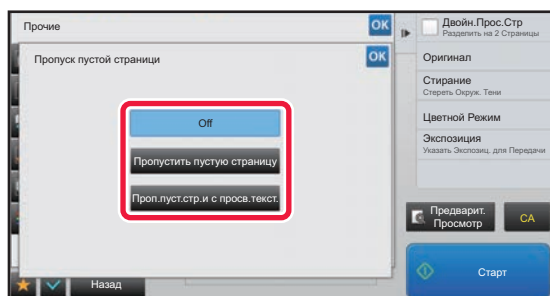 Прочие
OK
Пропуск пустой страници
OK
Off
Пропустить пустую страницу
Проп.пуст.стр.и с просв.текст.
Назад
Двойн.Прос.Стр
Разделить на 2 Страницы
Оригинал
Стирание
Стереть Окруж. Тени
Цветной Режим
Экспозиция
Указать Экспозиц. для Передачи
Предварит.
Просмотр
CA
Старт